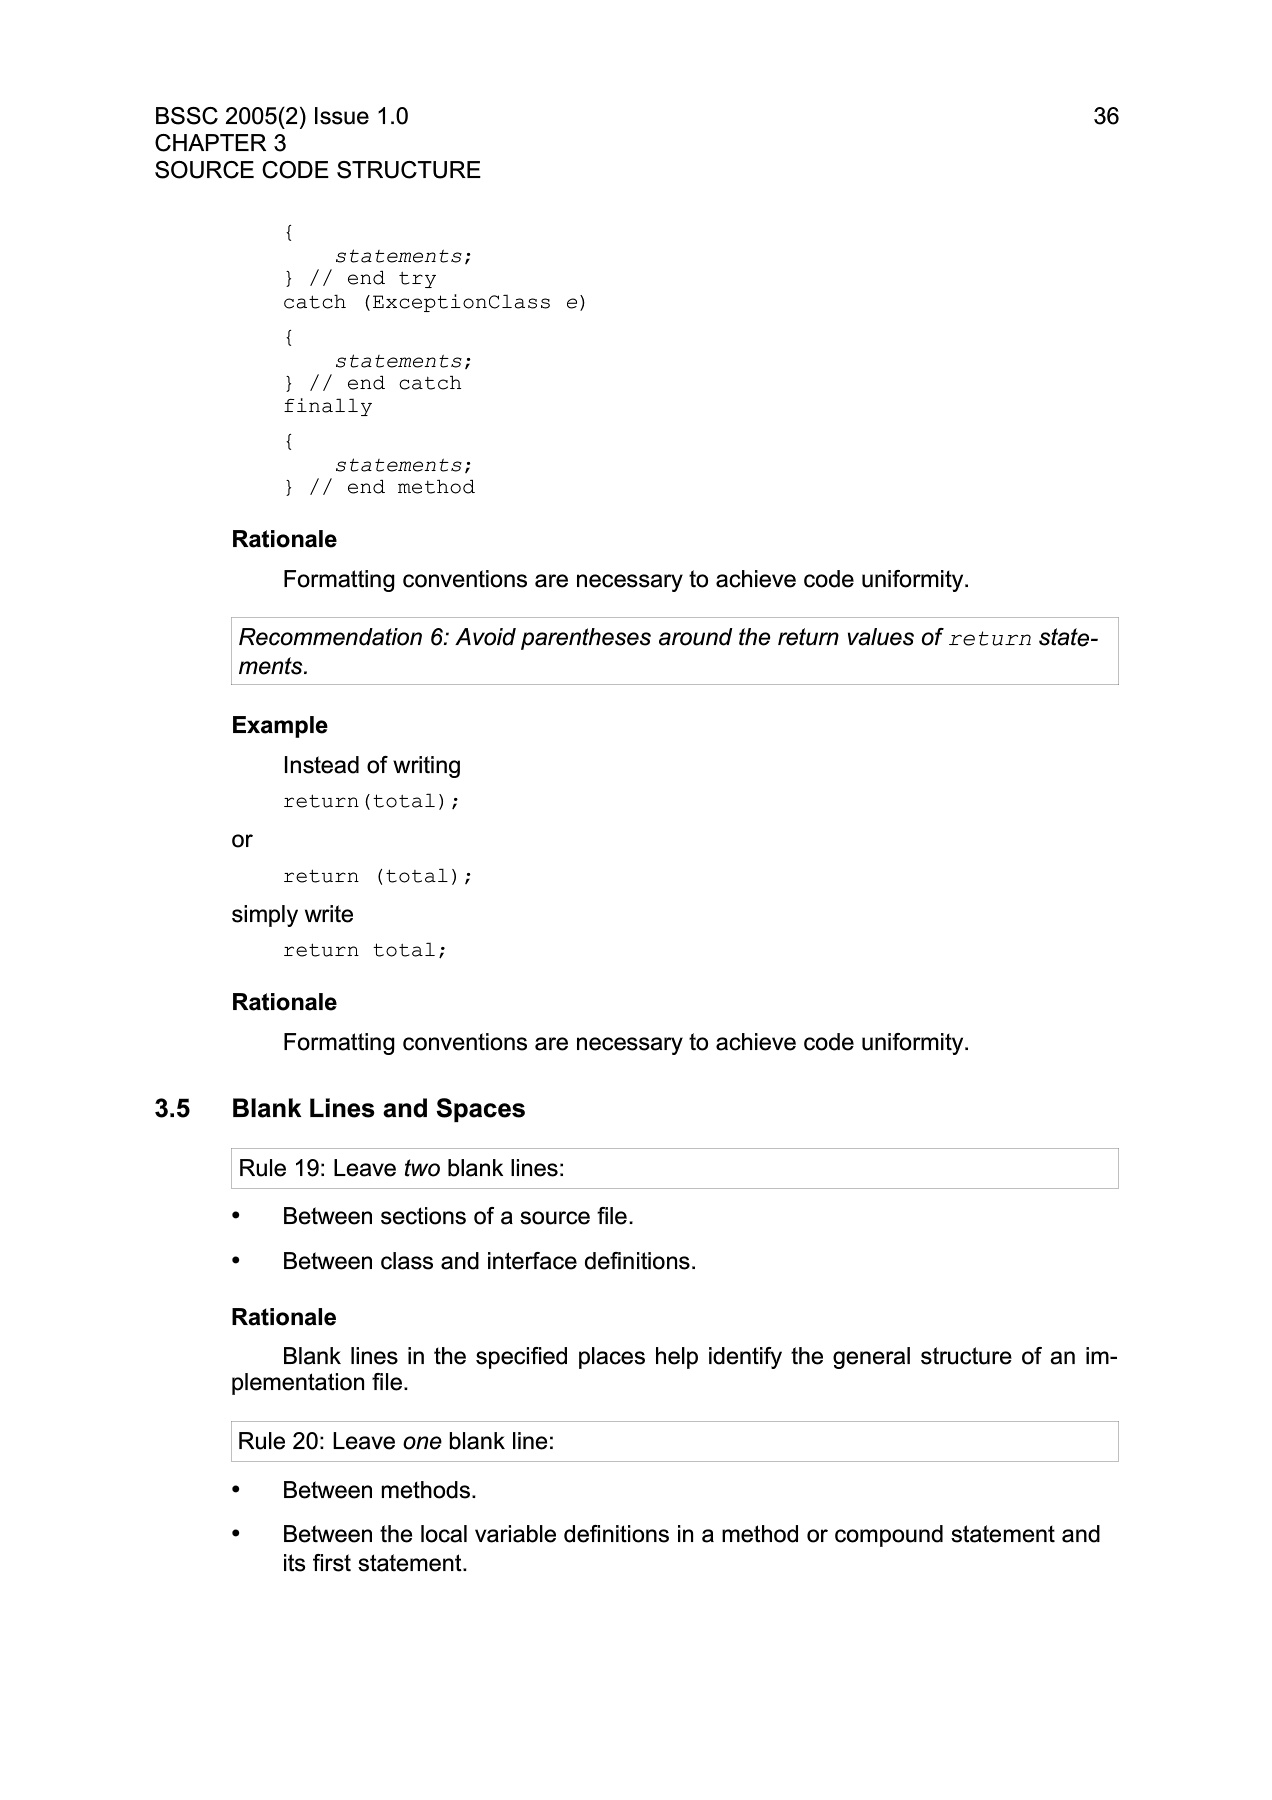 BSSC 2005(2) Issue 1.0 36
CHAPTER 3
SOURCE CODE STRUCTURE
{
statements;
} // end try
catch (ExceptionClass e)
{
statements;
} // end catch
finally
{
statements;
} // end method
Rationale
Formatting conventions are necessary to achieve code uniformity.
Recommendation 6: Avoid parentheses around the return values of return state-
ments.
Example
Instead of writing
return(total);
or
return (total);
simply write
return total;
Rationale
Formatting conventions are necessary to achieve code uniformity.
3.5 Blank Lines and Spaces
Rule 19: Leave two blank lines:
• Between sections of a source file.
• Between class and interface definitions.
Rationale
Blank lines in the specified places help identify the general structure of an im-
plementation file.
Rule 20: Leave one blank line:
• Between methods.
• Between the local variable definitions in a method or compound statement and
its first statement.